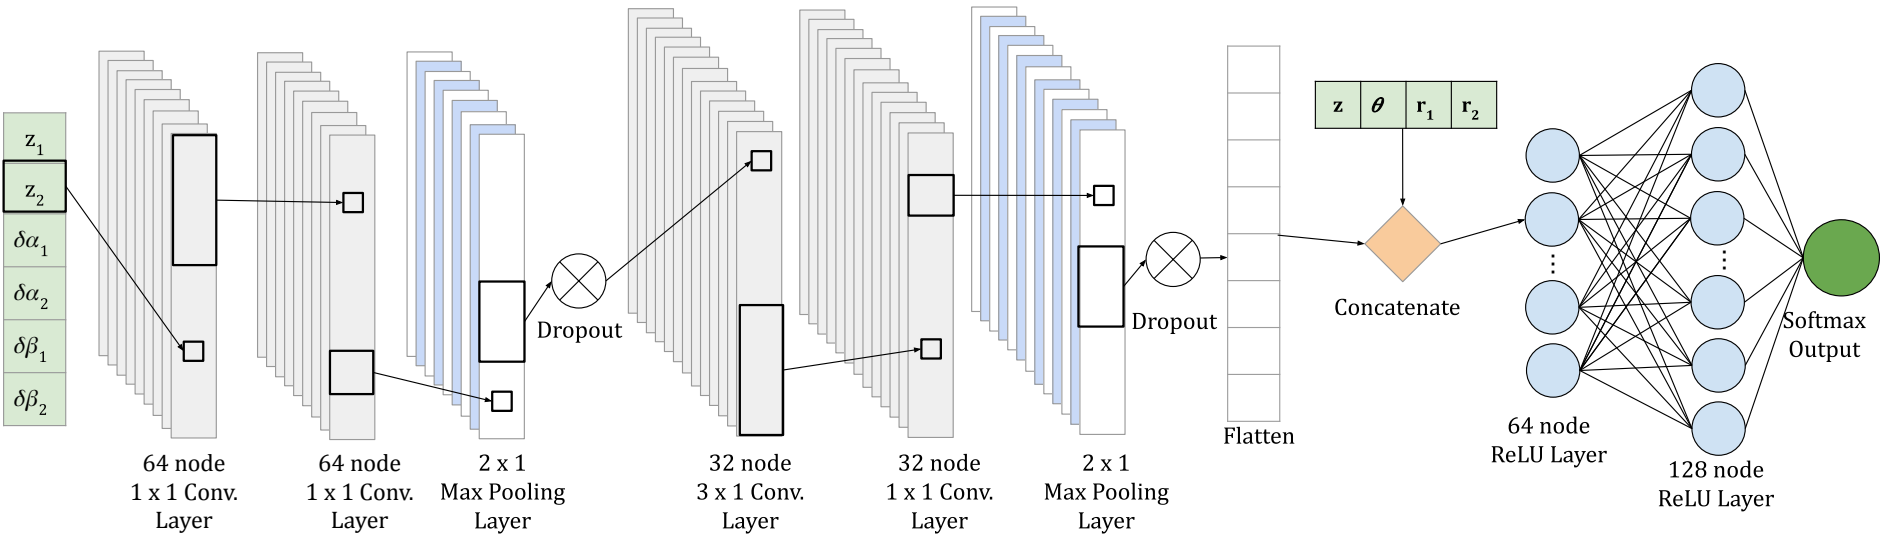 z₁
z₂
δα₁
δα₂
δβ₁
δβ₂
64 node
1 x 1 Conv.
Layer
64 node
1 x 1 Conv.
Layer
2 x 1
Max Pooling
Layer
Dropout
32 node
3 x 1 Conv.
Layer
32 node
1 x 1 Conv.
Layer
2 x 1
Max Pooling
Layer
Dropout
Flatten
z θ r₁ r₂
Concatenate
64 node
ReLU Layer
128 node
ReLU Layer
Softmax
Output